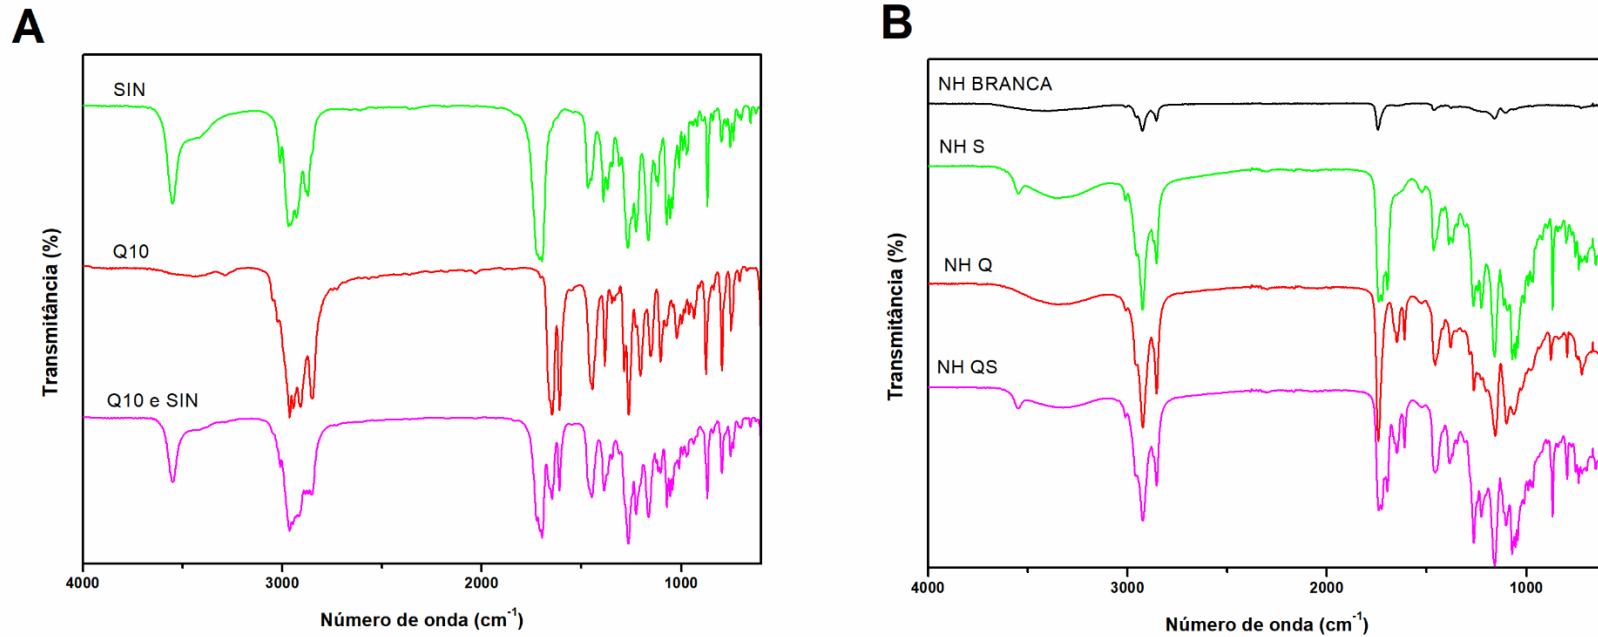 A
SIN
Q10
Q10 e SIN
Transmitância (%)
4000 3000 2000 1000
Número de onda (cm⁻¹)
B
NH BRANCA
NH S
NH Q
NH QS
Transmitância (%)
4000 3000 2000 1000
Número de onda (cm⁻¹)